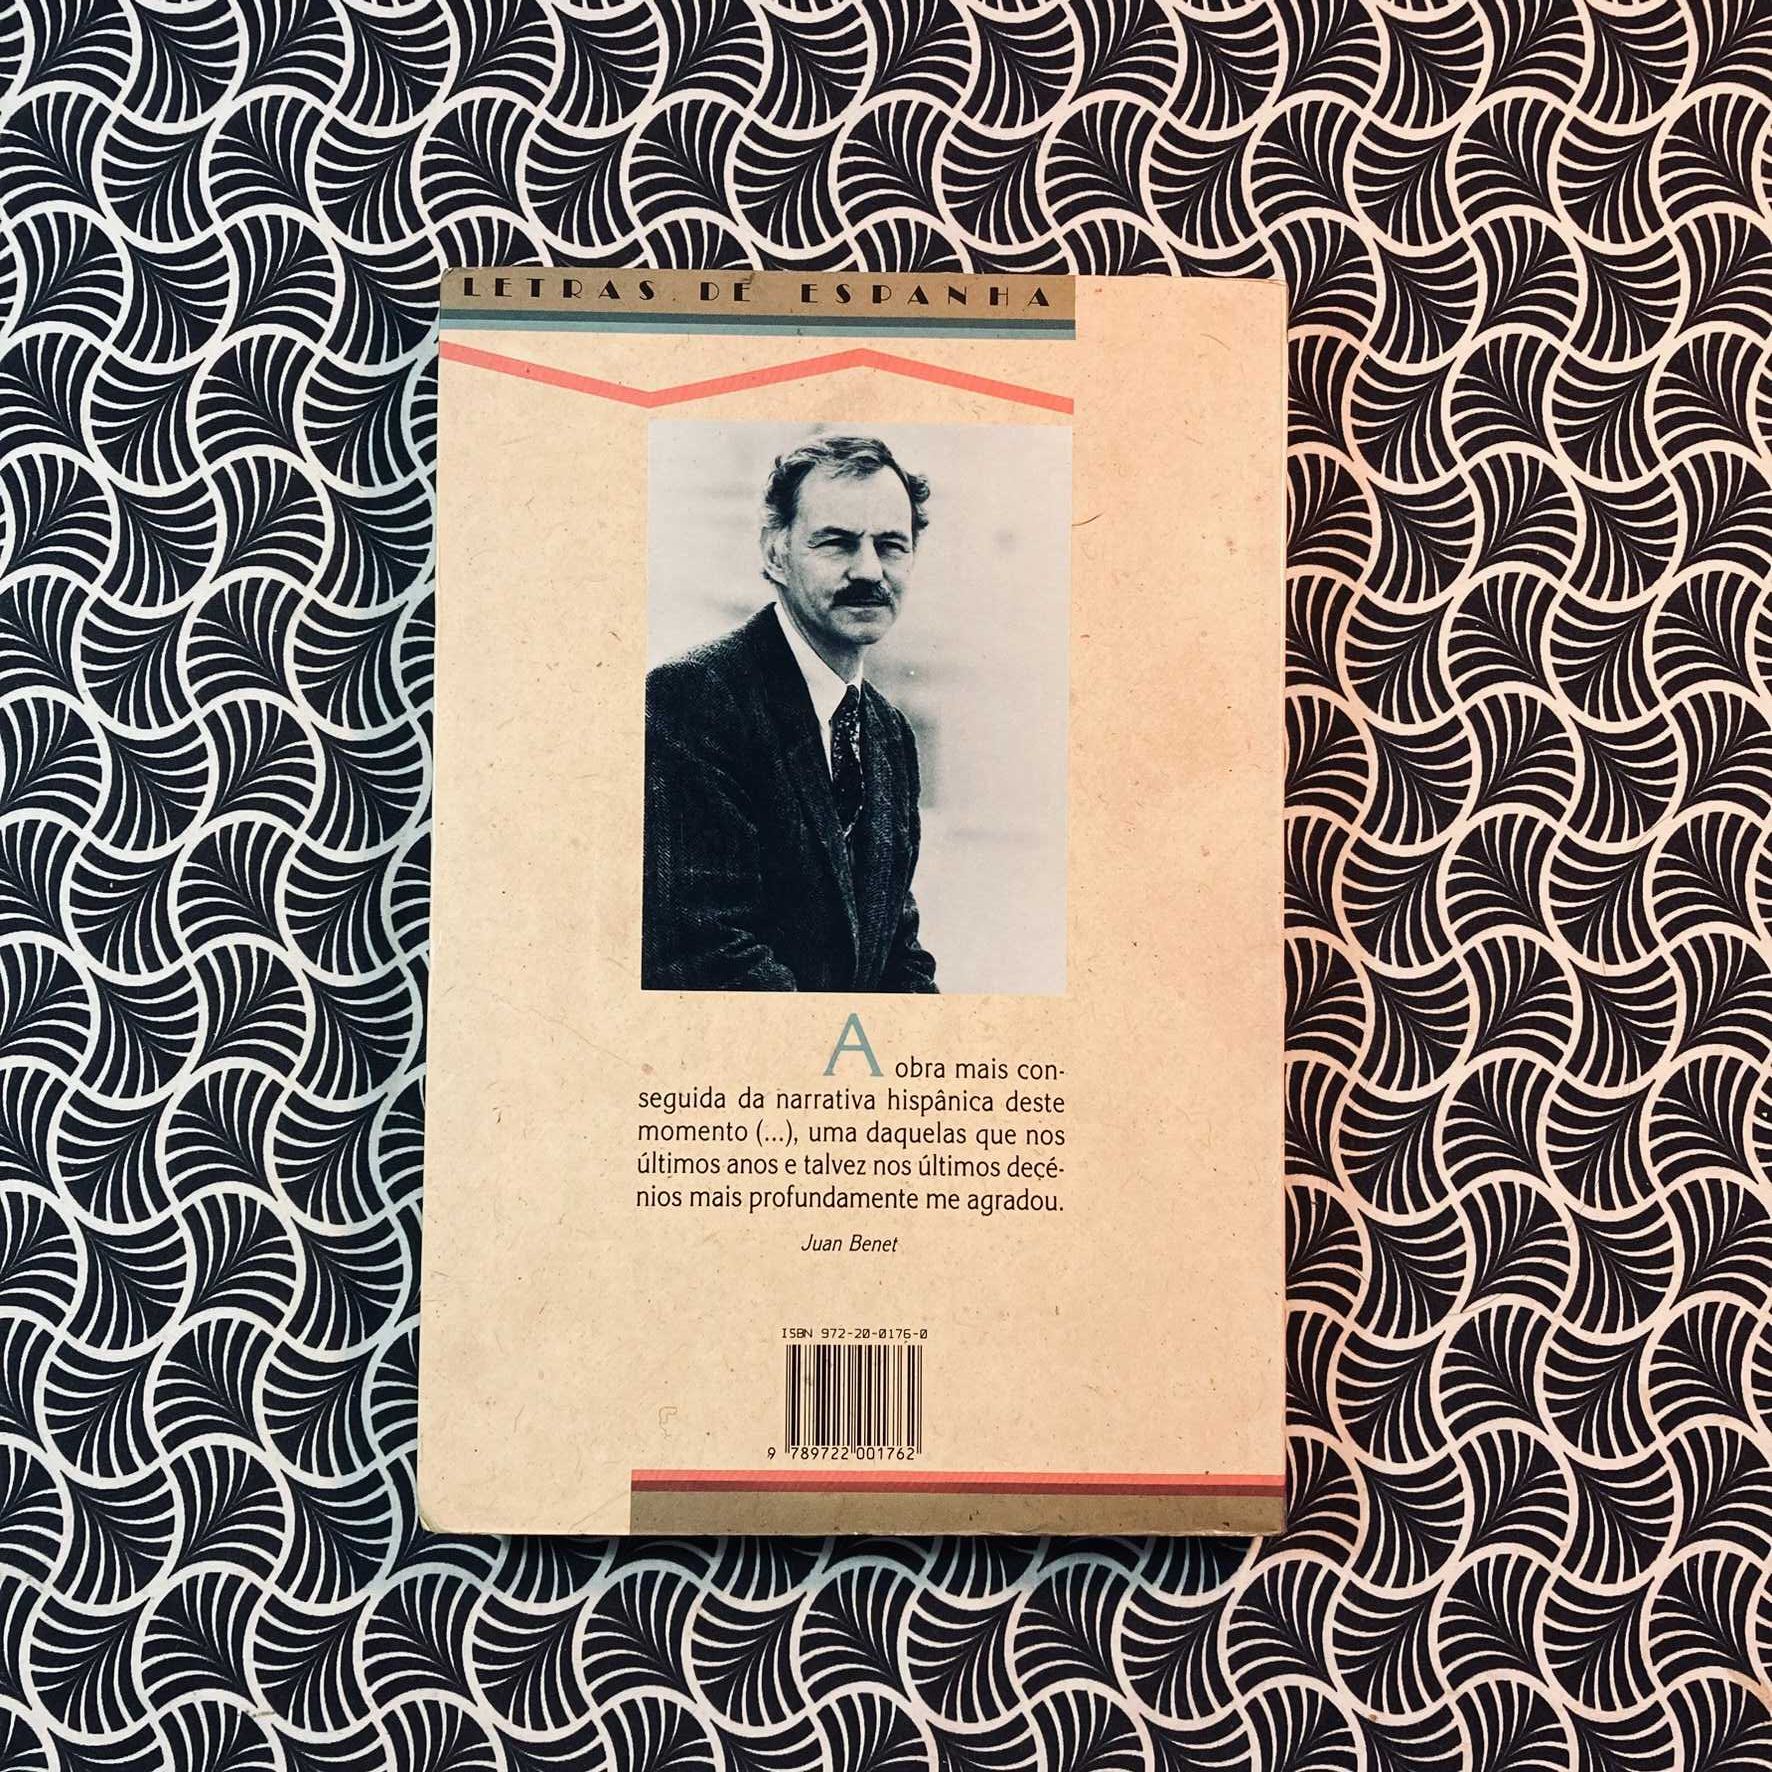 LETRAS DE ESPANHA
A obra mais con-
seguida da narrativa hispânica deste
momento (...), uma daquelas que nos
últimos anos e talvez nos últimos decé-
nios mais profundamente me agradou.
Juan Benet
ISBN 972-20-0176-0
9 789722 001762